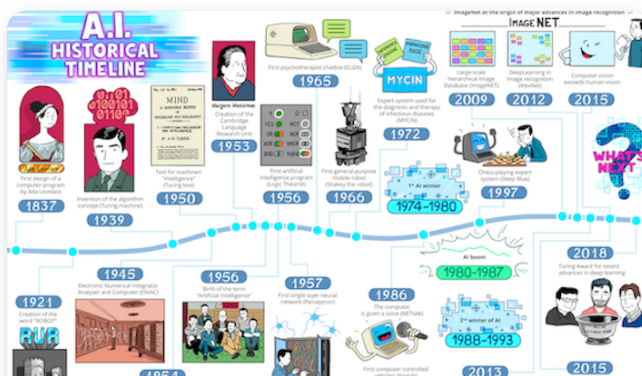 A.I.
HISTORICAL
TIMELINE
First design of a
computer program
by Ada Lovelace
1837
Invention of the algorithm
concept (Turing machine)
1939
MIND
Test for machines'
"intelligence"
(Turing test)
1950
Margaret Masterman
Creation of the
Cambridge
Language
Research Unit
1953
First psychotherapist chatbot (ELIZA)
1965
First artificial
intelligence program
(Logic Theorist)
1956
First general-purpose
mobile robot
(Shakey the robot)
1966
INFERENCE
ENGINE
KNOWLEDGE
BASE
MYCIN
Expert system used for
the diagnosis and therapy
of infectious diseases
(MYCIN)
1972
1st AI winter
1974-1980
ImageNet at the origin of major advances in image recognition
IMAGENET
Large-scale
hierarchical Image
Database (ImageNET)
2009
DeepLearning in
image recognition
(AlexNet)
2012
Computer vision
exceeds human vision
2015
Chess-playing expert
system (Deep Blue)
1997
WHAT'S
NEXT
1921
Creation of the
word "ROBOT"
RUR
1945
Electronic Numerical Integrator
Analyser and Computer (ENIAC)
1954
1956
Birth of the term
"Artificial Intelligence"
1957
First single layer neural
network (Perceptron)
1986
The computer
is given a voice (NETtalk)
First computer controlled
AI boom
1980-1987
2nd winter of AI
1988-1993
2013
2018
Turing Award for recent
advances in deep learning
2015